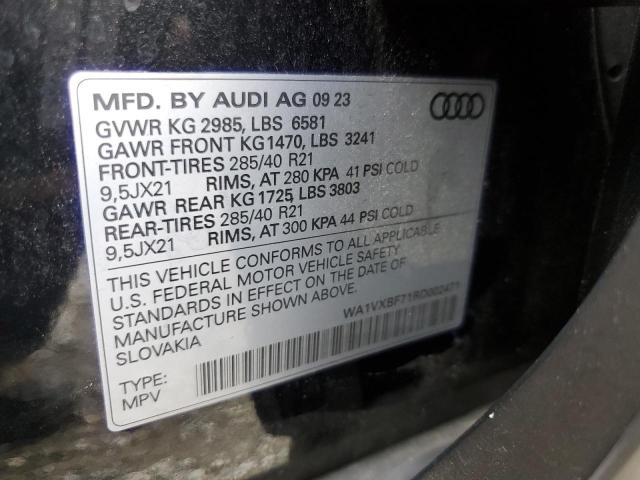 MFD. BY AUDI AG 09 23
GVWR KG 2985, LBS 6581
GAWR FRONT KG1470, LBS 3241
FRONT-TIRES 285/40 R21
9,5JX21 RIMS, AT 280 KPA 41 PSI COLD
GAWR REAR KG 1725, LBS 3803
REAR-TIRES 285/40 R21
9,5JX21 RIMS, AT 300 KPA 44 PSI COLD
THIS VEHICLE CONFORMS TO ALL APPLICABLE
U.S. FEDERAL MOTOR VEHICLE SAFETY
STANDARDS IN EFFECT ON THE DATE OF
MANUFACTURE SHOWN ABOVE.
SLOVAKIA
WA1VXBF71RD002471
TYPE:
MPV